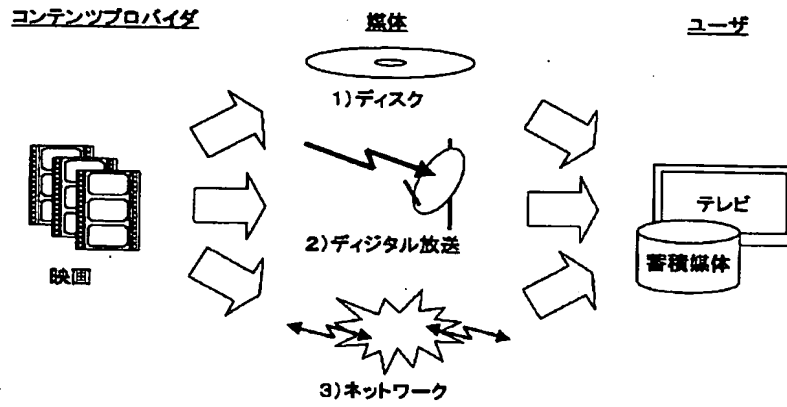 コンテンツプロバイダ
媒体
ユーザ
1)ディスク
2)ディジタル放送
3)ネットワーク
映画
テレビ
蓄積媒体